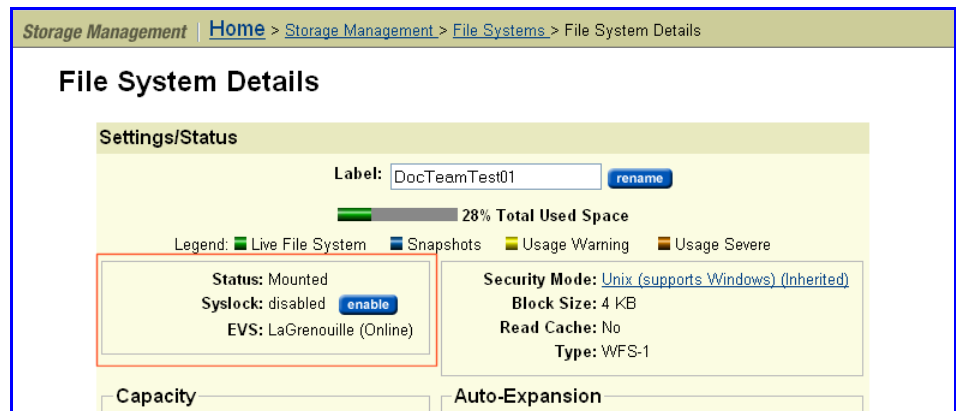 Storage Management | Home > Storage Management > File Systems > File System Details
File System Details
Settings/Status
Label: DocTeamTest01 rename
28% Total Used Space
Legend: Live File System Snapshots Usage Warning Usage Severe
Status: Mounted
Syslock: disabled enable
EVS: LaGrenouille (Online)
Security Mode: Unix (supports Windows) (Inherited)
Block Size: 4 KB
Read Cache: No
Type: WFS-1
Capacity
Auto-Expansion